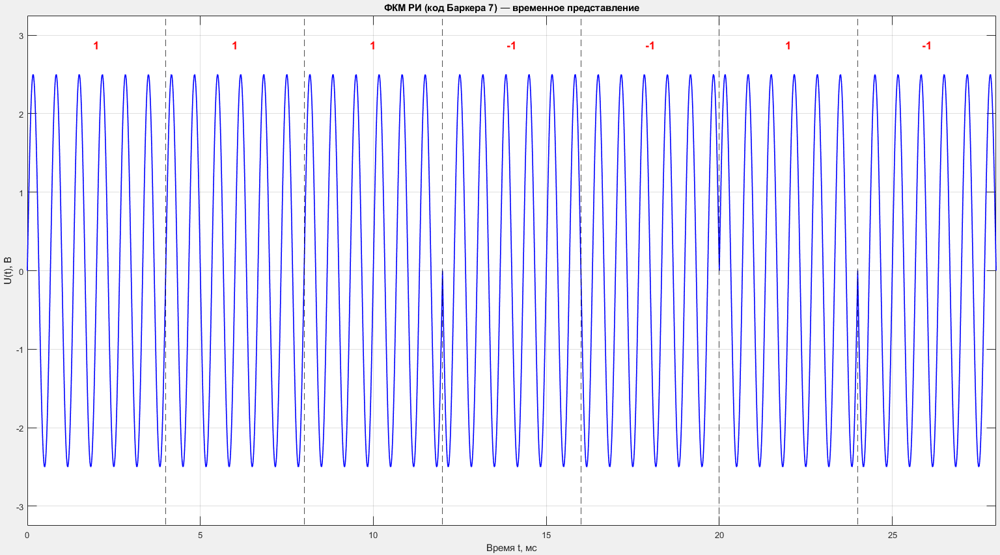 ФКМ РИ (код Баркера 7) — временное представление
1 1 1 -1 -1 1 -1
3
2
1
0
-1
-2
-3
U(t), В
0 5 10 15 20 25
Время t, мс